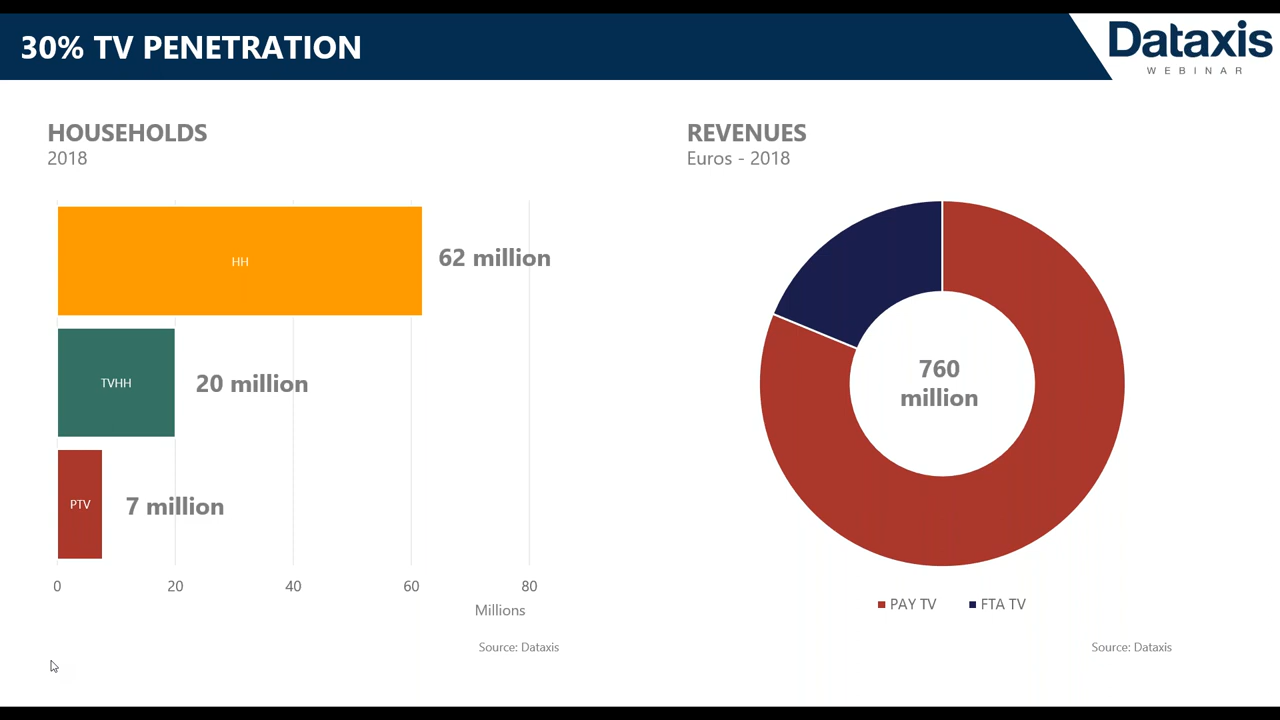 30% TV PENETRATION
Dataxis
WEBINAR
HOUSEHOLDS
2018
HH
62 million
TVHH
20 million
PTV
7 million
0 20 40 60 80
Millions
Source: Dataxis
REVENUES
Euros - 2018
760
million
PAY TV FTA TV
Source: Dataxis